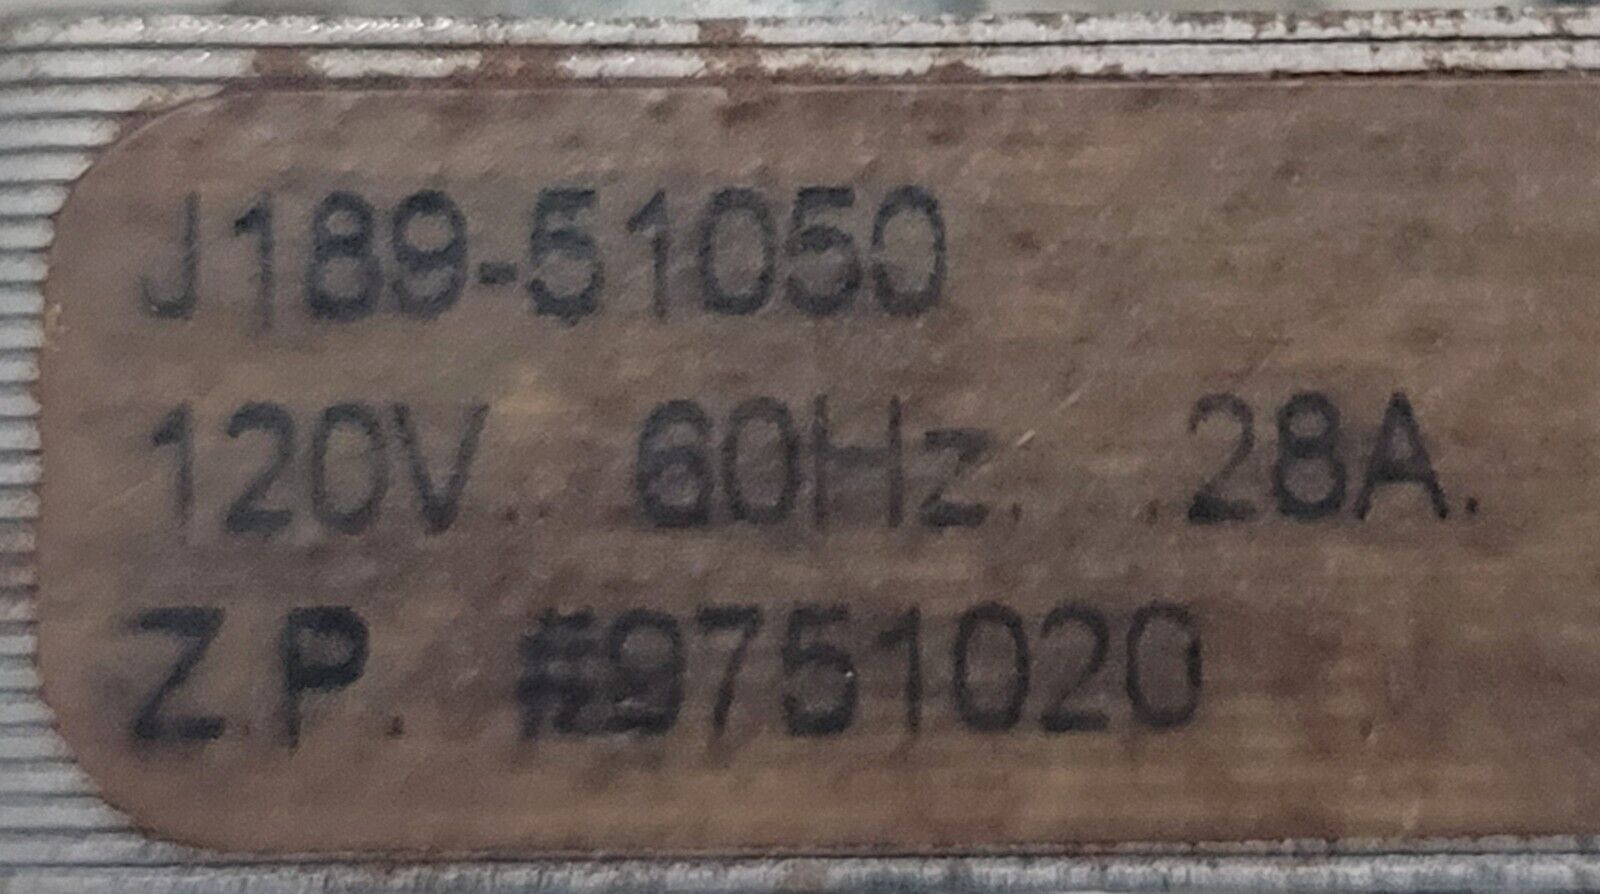 J189-51050
120V. 60Hz. .28A.
Z.P. #9751020